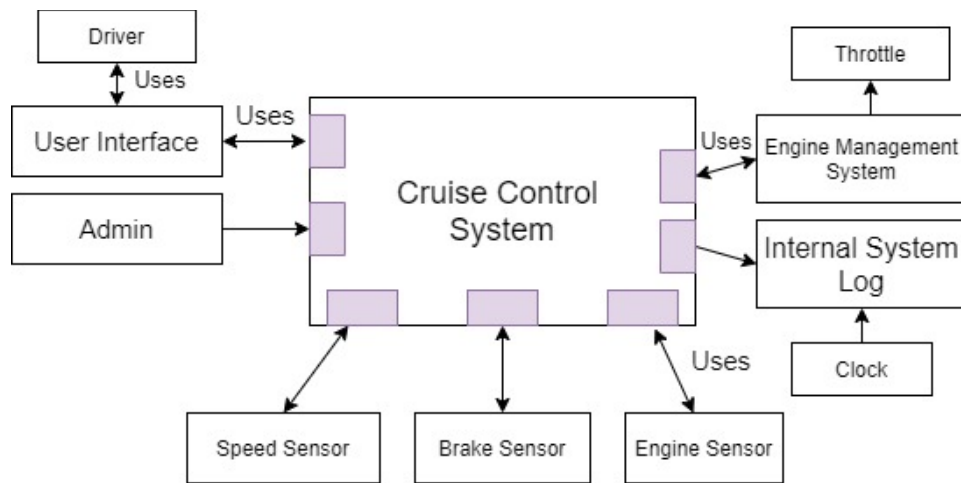 Driver
Uses
User Interface
Uses
Admin
Cruise Control
System
Throttle
Uses
Engine Management
System
Internal System
Log
Clock
Uses
Speed Sensor
Brake Sensor
Engine Sensor